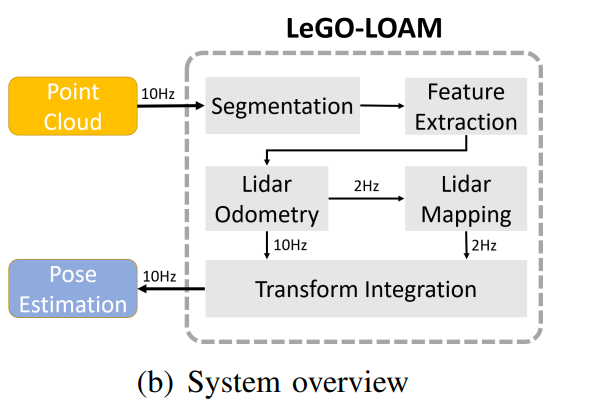 LeGO-LOAM
Point
Cloud
10Hz
Segmentation
Feature
Extraction
Lidar
Odometry
2Hz
Lidar
Mapping
10Hz
2Hz
Pose
Estimation
10Hz
Transform Integration
(b) System overview